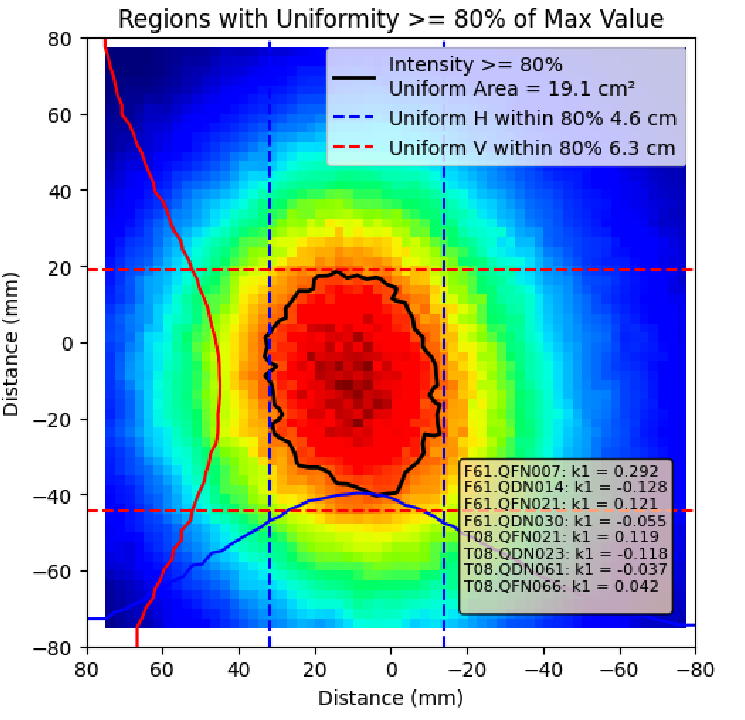 Regions with Uniformity >= 80% of Max Value
Intensity >= 80%
Uniform Area = 19.1 cm²
Uniform H within 80% 4.6 cm
Uniform V within 80% 6.3 cm
80
60
40
20
0
−20
−40
−60
−80
Distance (mm)
F61.QFN007: k1 = 0.292
F61.QDN014: k1 = -0.128
F61.QFN021: k1 = 0.121
F61.QDN030: k1 = -0.055
T08.QFN021: k1 = 0.119
T08.QDN023: k1 = -0.118
T08.QDN061: k1 = -0.037
T08.QFN066: k1 = 0.042
80 60 40 20 0 −20 −40 −60 −80
Distance (mm)